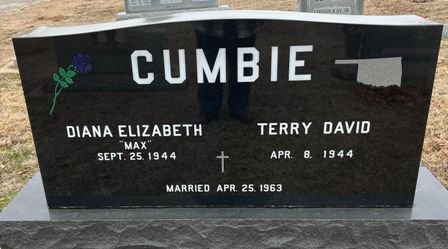 CUMBIE
DIANA ELIZABETH
"MAX"
SEPT. 25. 1944
TERRY DAVID
APR. 8. 1944
MARRIED APR. 25. 1963